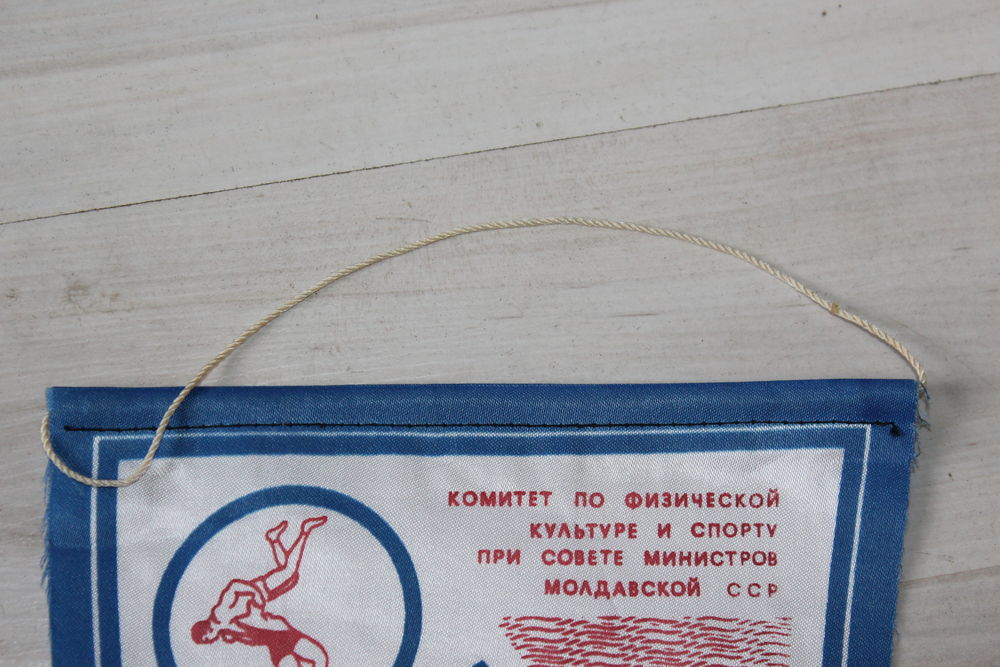 КОМИТЕТ ПО ФИЗИЧЕСКОЙ
КУЛЬТУРЕ И СПОРТУ
ПРИ СОВЕТЕ МИНИСТРОВ
МОЛДАВСКОЙ ССР